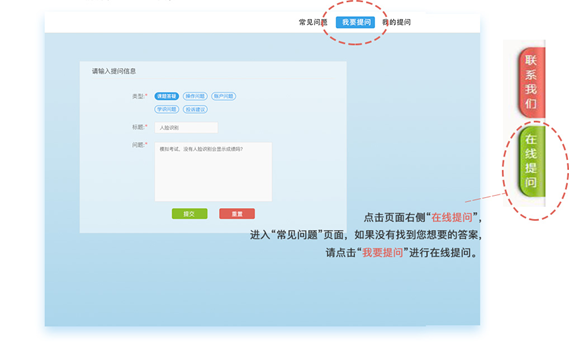 常见问题 我要提问 我的提问
请输入提问信息
类型:* 课题答疑 操作问题 账户问题
学识问题 投诉建议
标题:* 人脸识别
问题:* 模拟考试，没有人脸识别会显示成绩吗?
提交 重置
联系我们
在线提问
点击页面右侧“在线提问”，
进入“常见问题”页面，如果没有找到您想要的答案，
请点击“我要提问”进行在线提问。